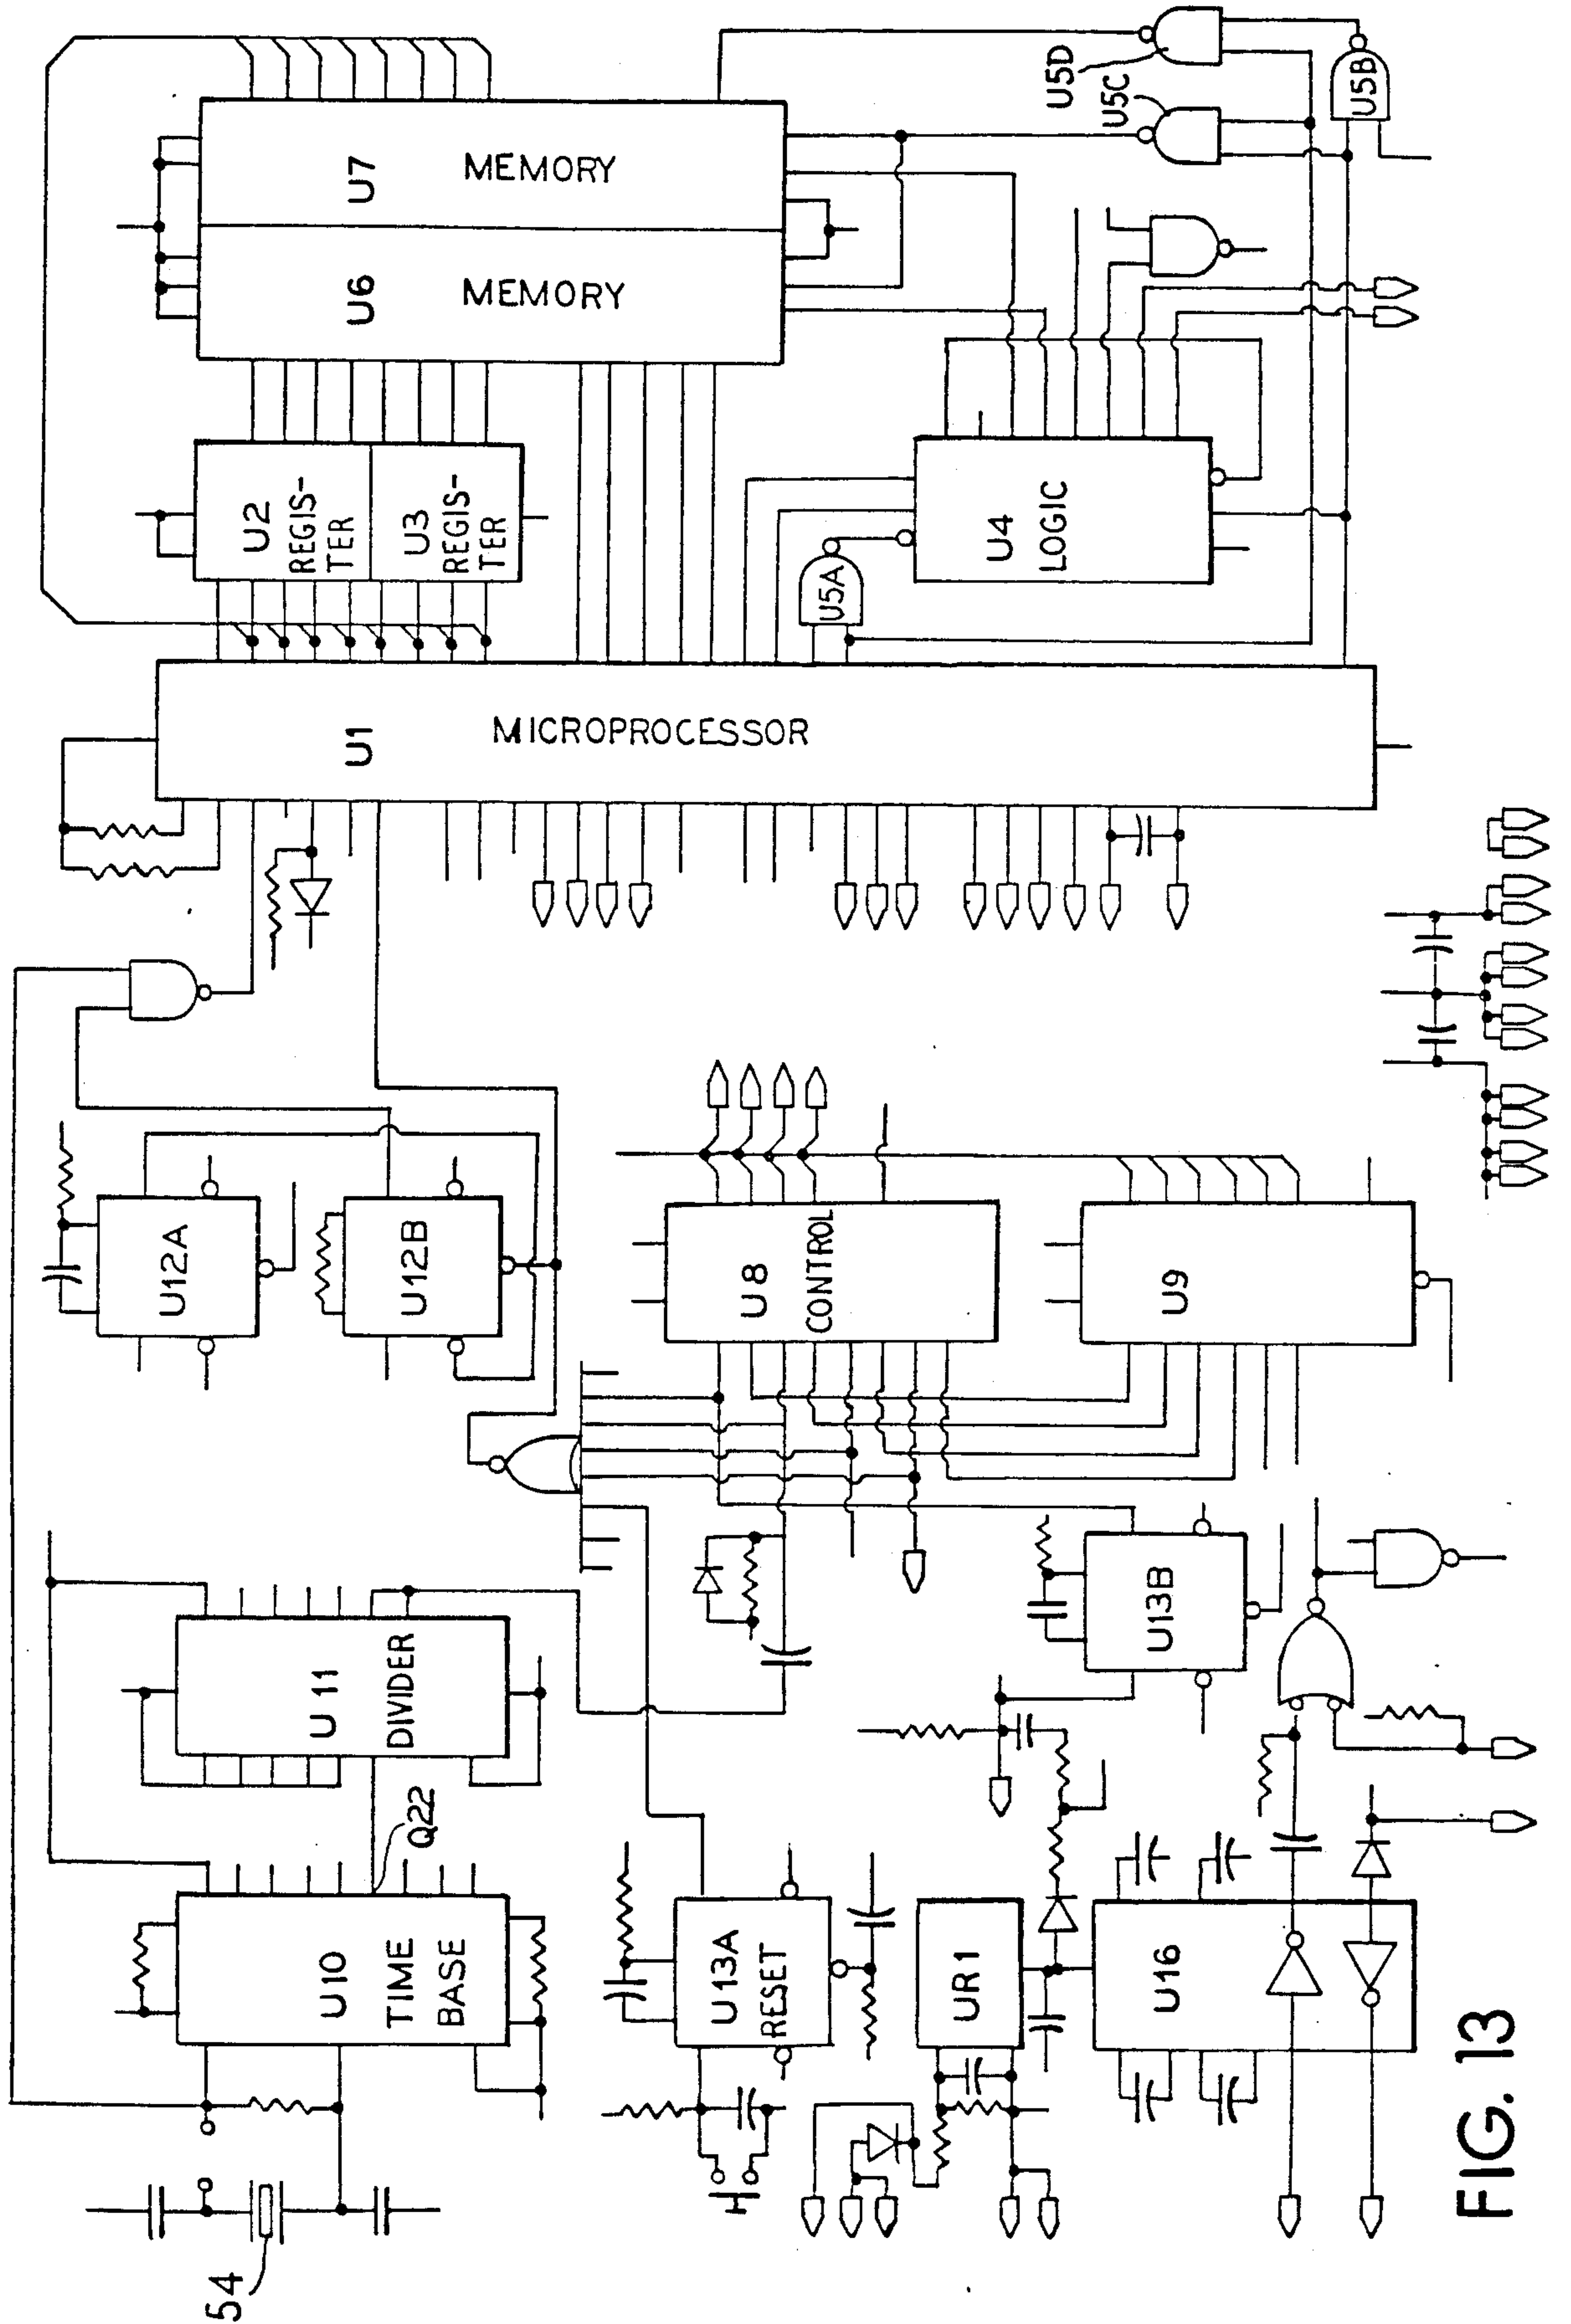 54
U10
TIME
BASE
Q22
U11
DIVIDER
U12A
U12B
U1
MICROPROCESSOR
U2
REGIS-
TER
U3
REGIS-
TER
U6
MEMORY
U7
MEMORY
U13A
RESET
UR1
U16
U13B
U8
CONTROL
U9
U5A
U4
LOGIC
U5D
U5C
U5B
FIG. 13